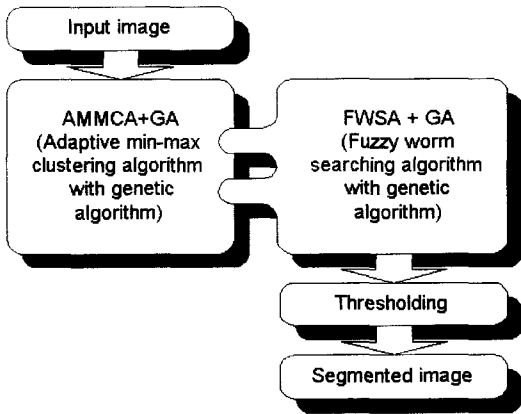 Input image
AMMCA+GA
(Adaptive min-max
clustering algorithm
with genetic
algorithm)
FWSA + GA
(Fuzzy worm
searching algorithm
with genetic
algorithm)
Thresholding
Segmented image